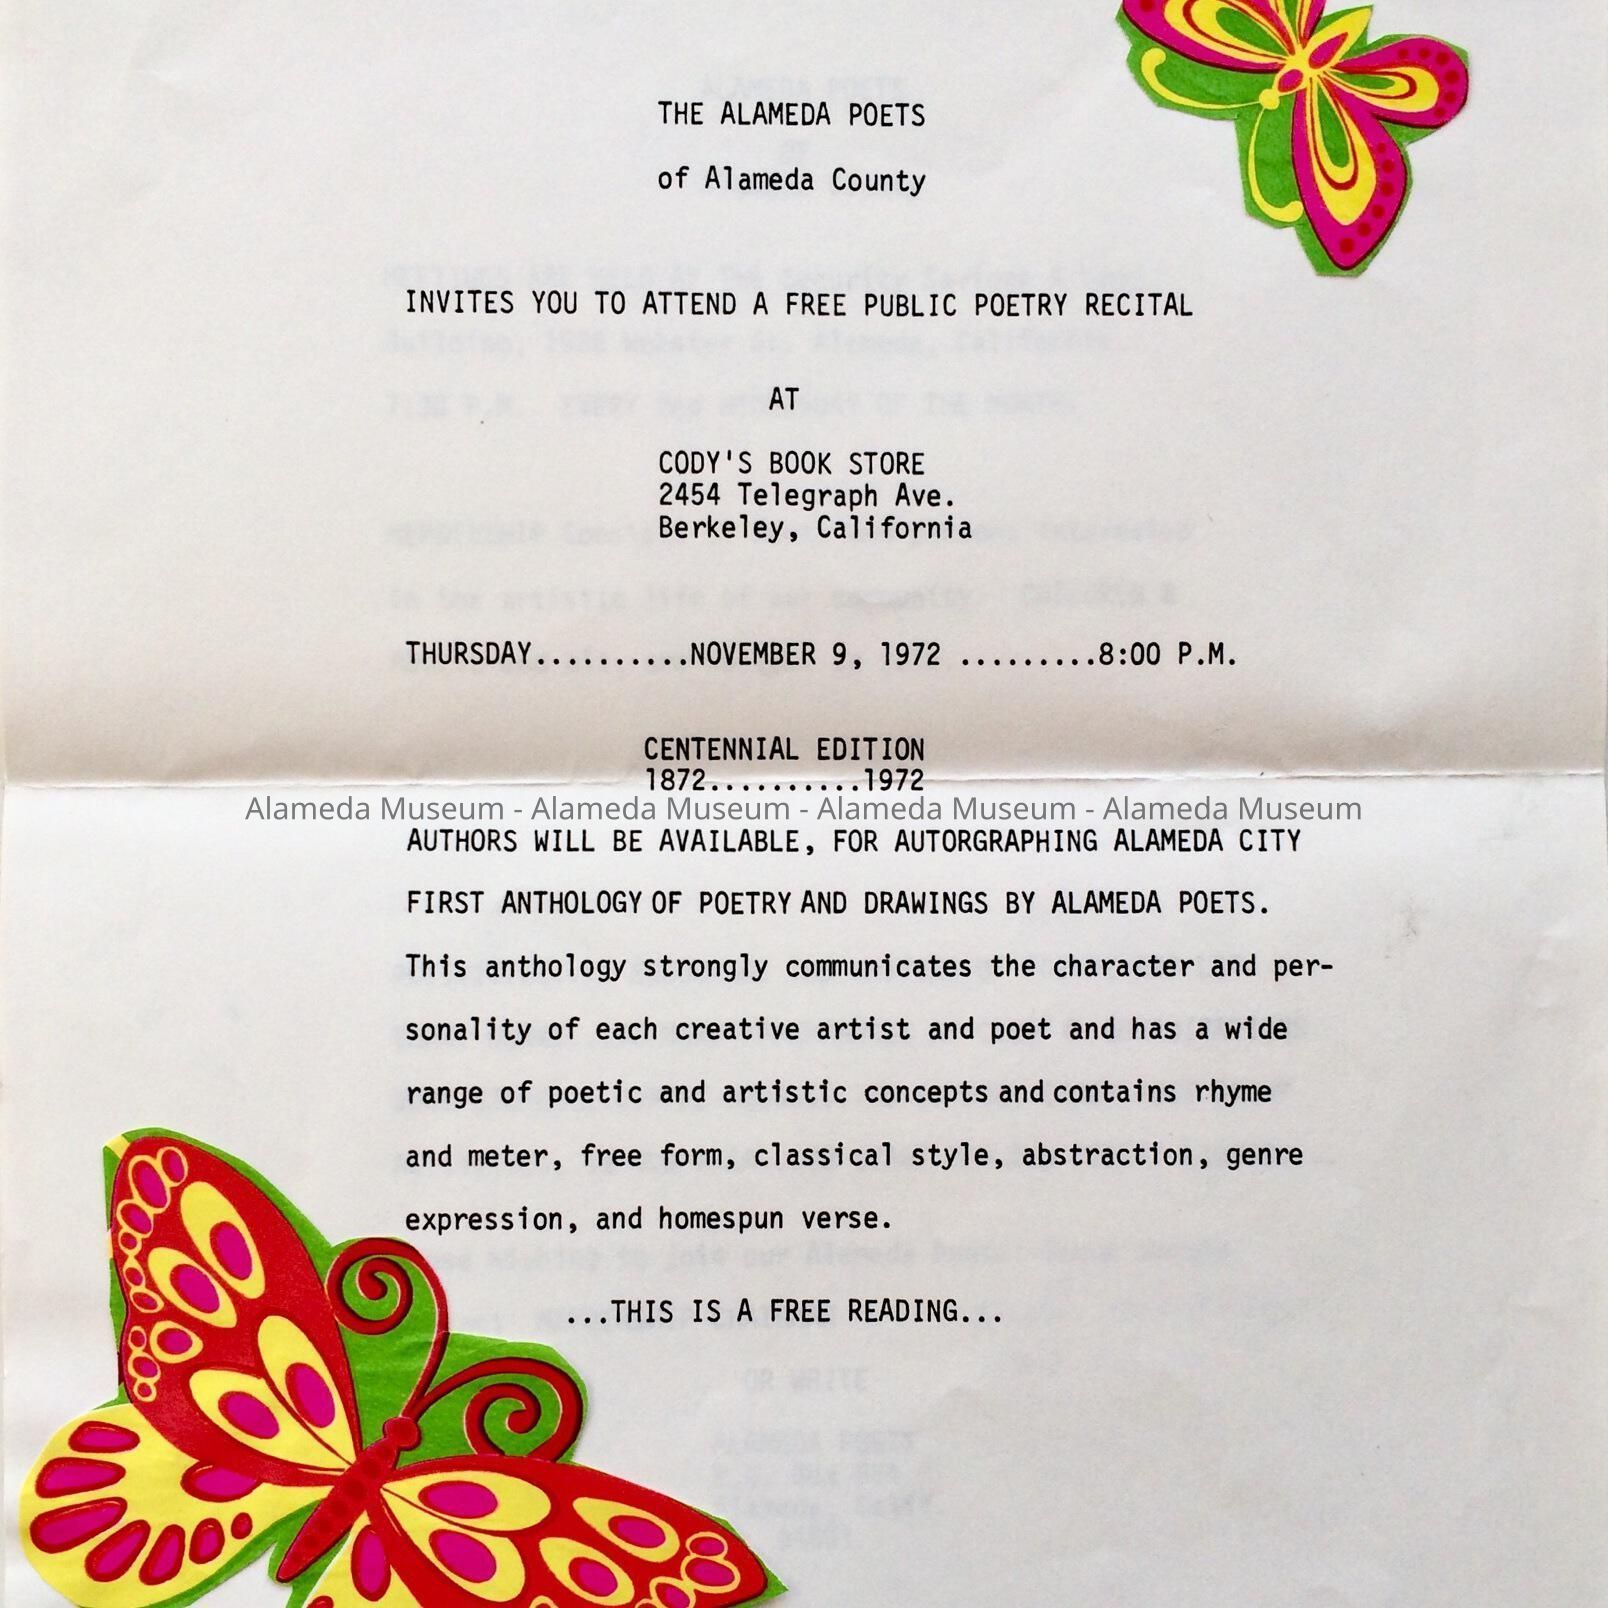 THE ALAMEDA POETS
of Alameda County
INVITES YOU TO ATTEND A FREE PUBLIC POETRY RECITAL
AT
CODY'S BOOK STORE
2454 Telegraph Ave.
Berkeley, California
THURSDAY..........NOVEMBER 9, 1972 .........8:00 P.M.
CENTENNIAL EDITION
1872..........1972
Alameda Museum - Alameda Museum - Alameda Museum - Alameda Museum
AUTHORS WILL BE AVAILABLE, FOR AUTORGRAPHING ALAMEDA CITY
FIRST ANTHOLOGY OF POETRY AND DRAWINGS BY ALAMEDA POETS.
This anthology strongly communicates the character and per-
sonality of each creative artist and poet and has a wide
range of poetic and artistic concepts and contains rhyme
and meter, free form, classical style, abstraction, genre
expression, and homespun verse.
...THIS IS A FREE READING...
OR WRITE
ALAMEDA POETS